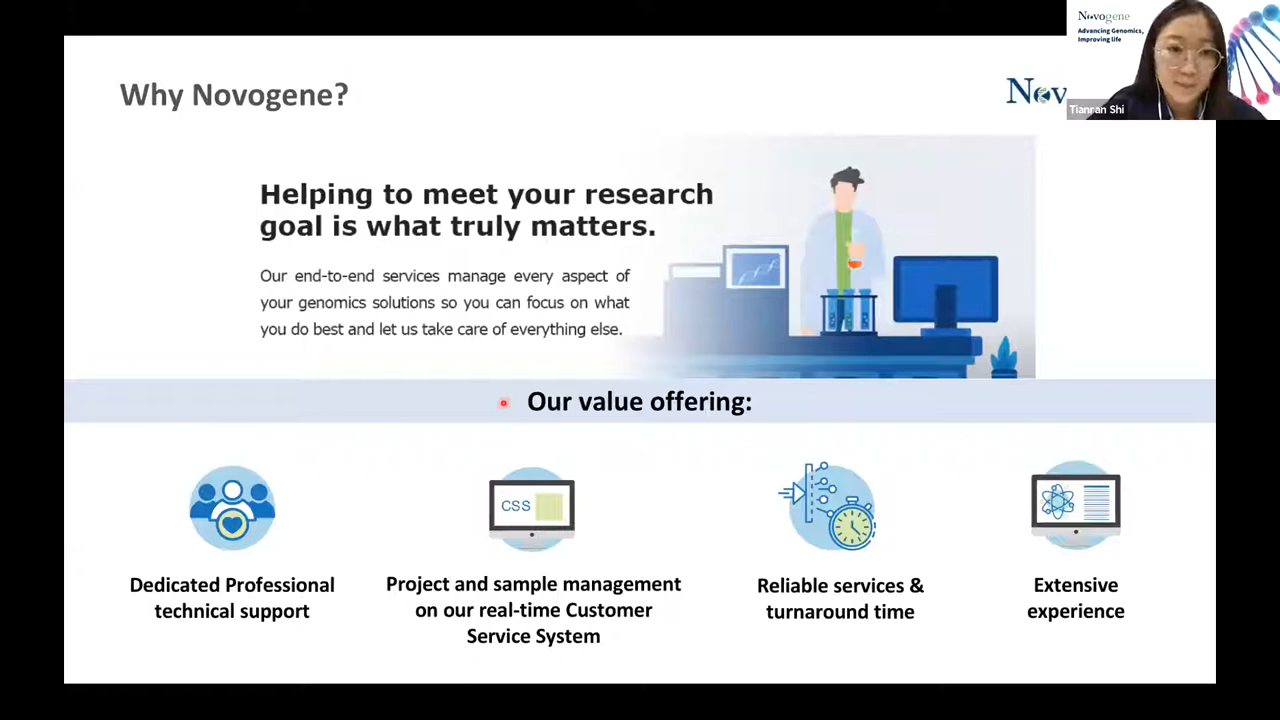 Novogene
Advancing Genomics,
Improving life
Tianran Shi
Why Novogene?
Nov
Helping to meet your research
goal is what truly matters.
Our end-to-end services manage every aspect of
your genomics solutions so you can focus on what
you do best and let us take care of everything else.
Our value offering:
CSS
Dedicated Professional
technical support
Project and sample management
on our real-time Customer
Service System
Reliable services &
turnaround time
Extensive
experience